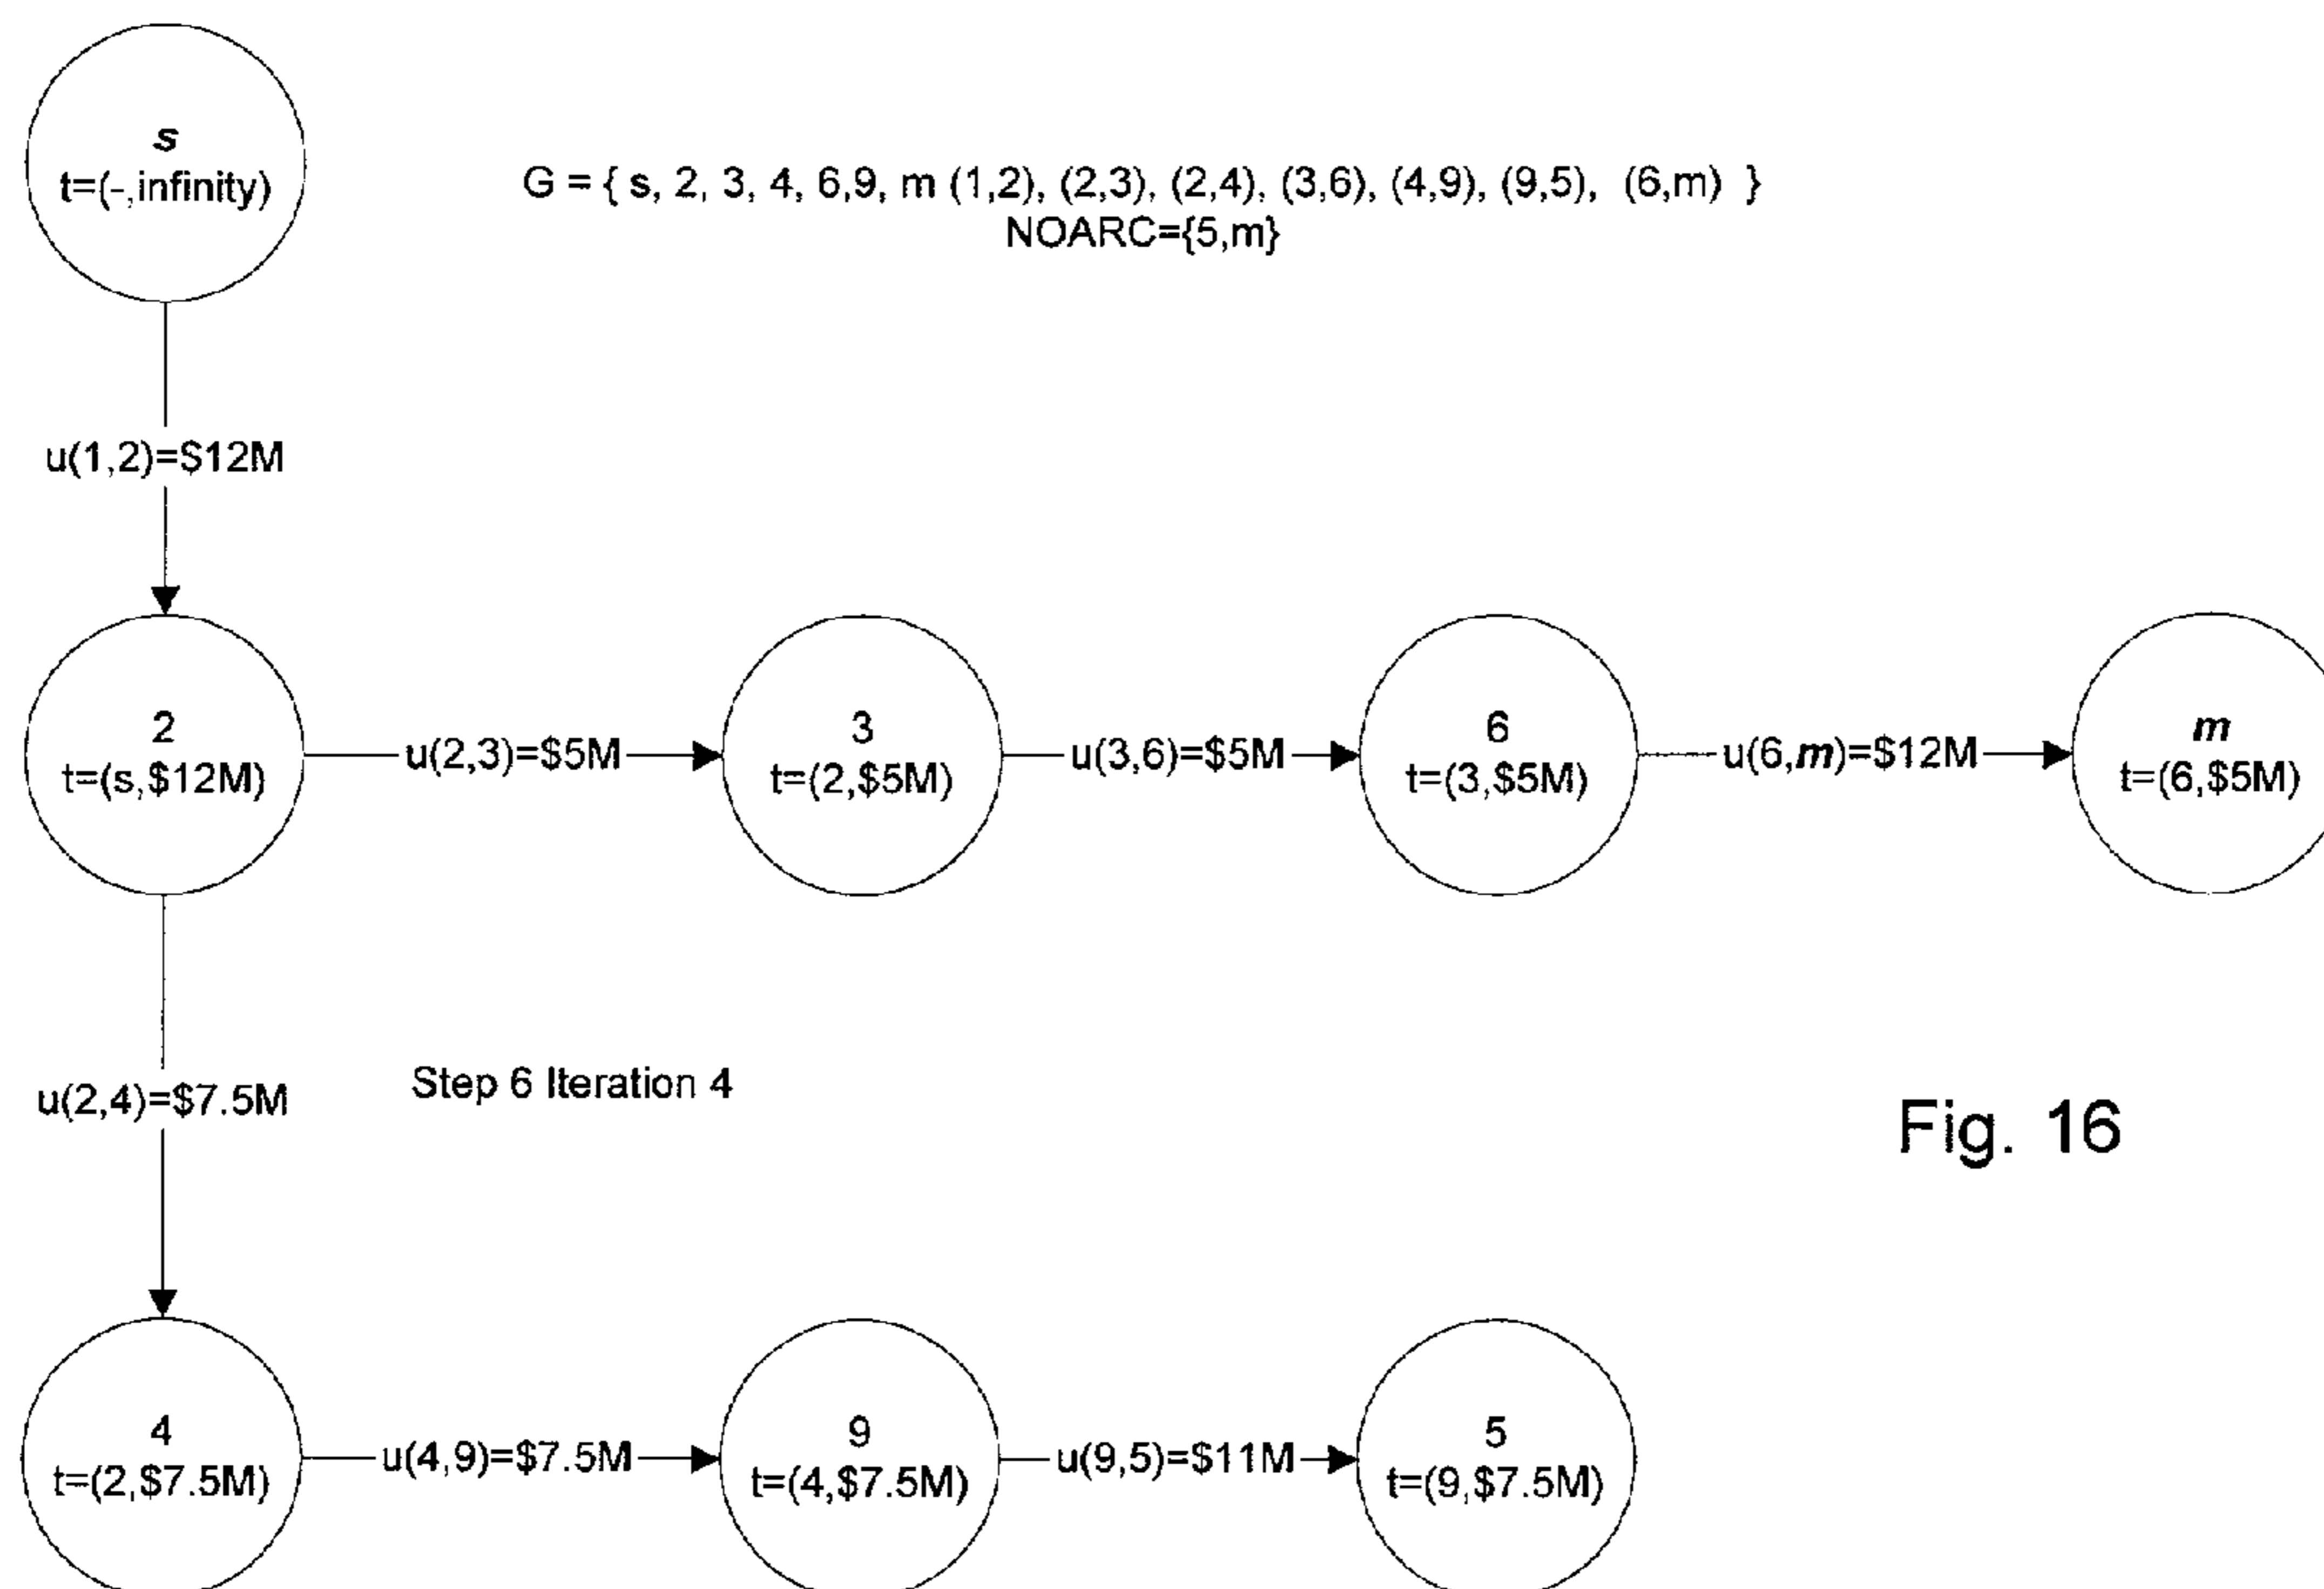 s
t=(-,infinity)
G = { s, 2, 3, 4, 6,9, m (1,2), (2,3), (2,4), (3,6), (4,9), (9,5), (6,m) }
NOARC={5,m}
u(1,2)=$12M
2
t=(s,$12M)
u(2,3)=$5M
3
t=(2,$5M)
u(3,6)=$5M
6
t=(3,$5M)
u(6,m)=$12M
m
t=(6,$5M)
u(2,4)=$7.5M
Step 6 Iteration 4
Fig. 16
4
t=(2,$7.5M)
u(4,9)=$7.5M
9
t=(4,$7.5M)
u(9,5)=$11M
5
t=(9,$7.5M)